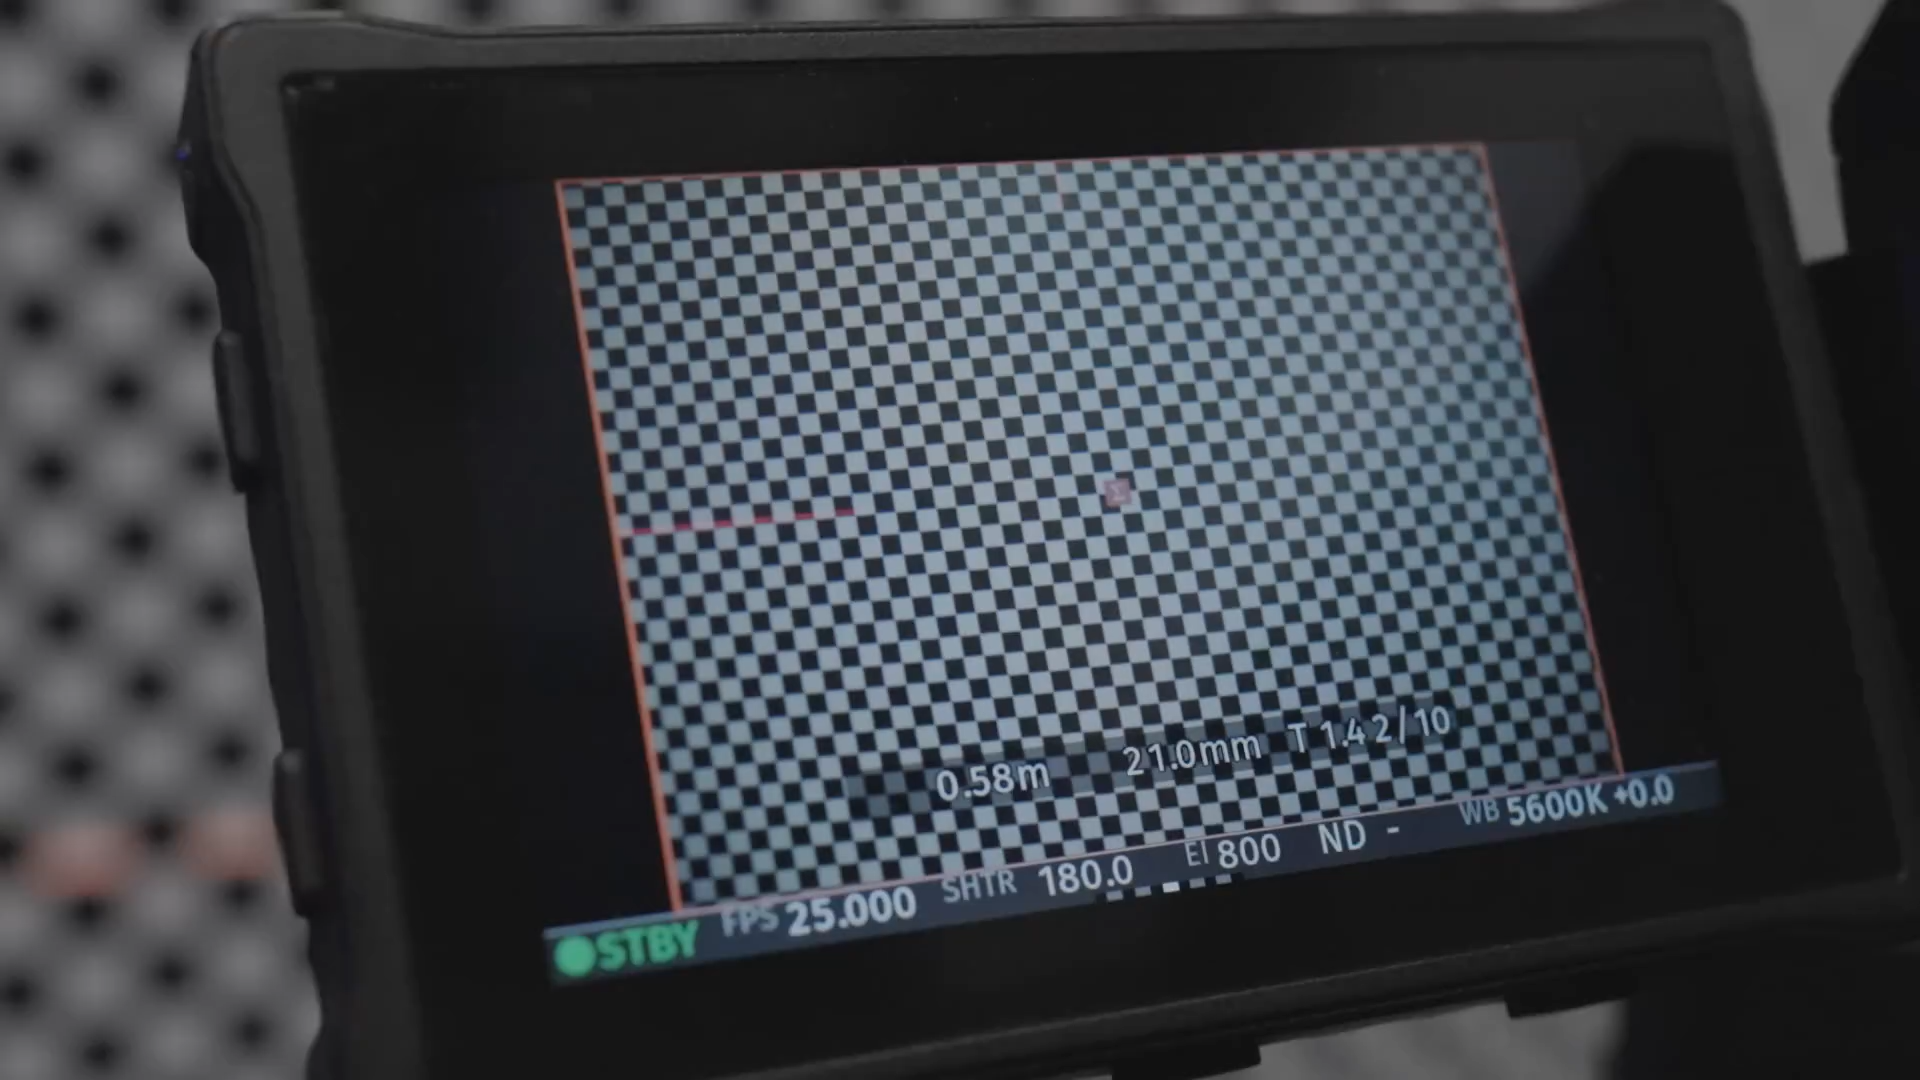 Σ
0.58m 21.0mm T 1.4 2/10
STBY FPS 25.000 SHTR 180.0 EI 800 ND - WB 5600K +0.0